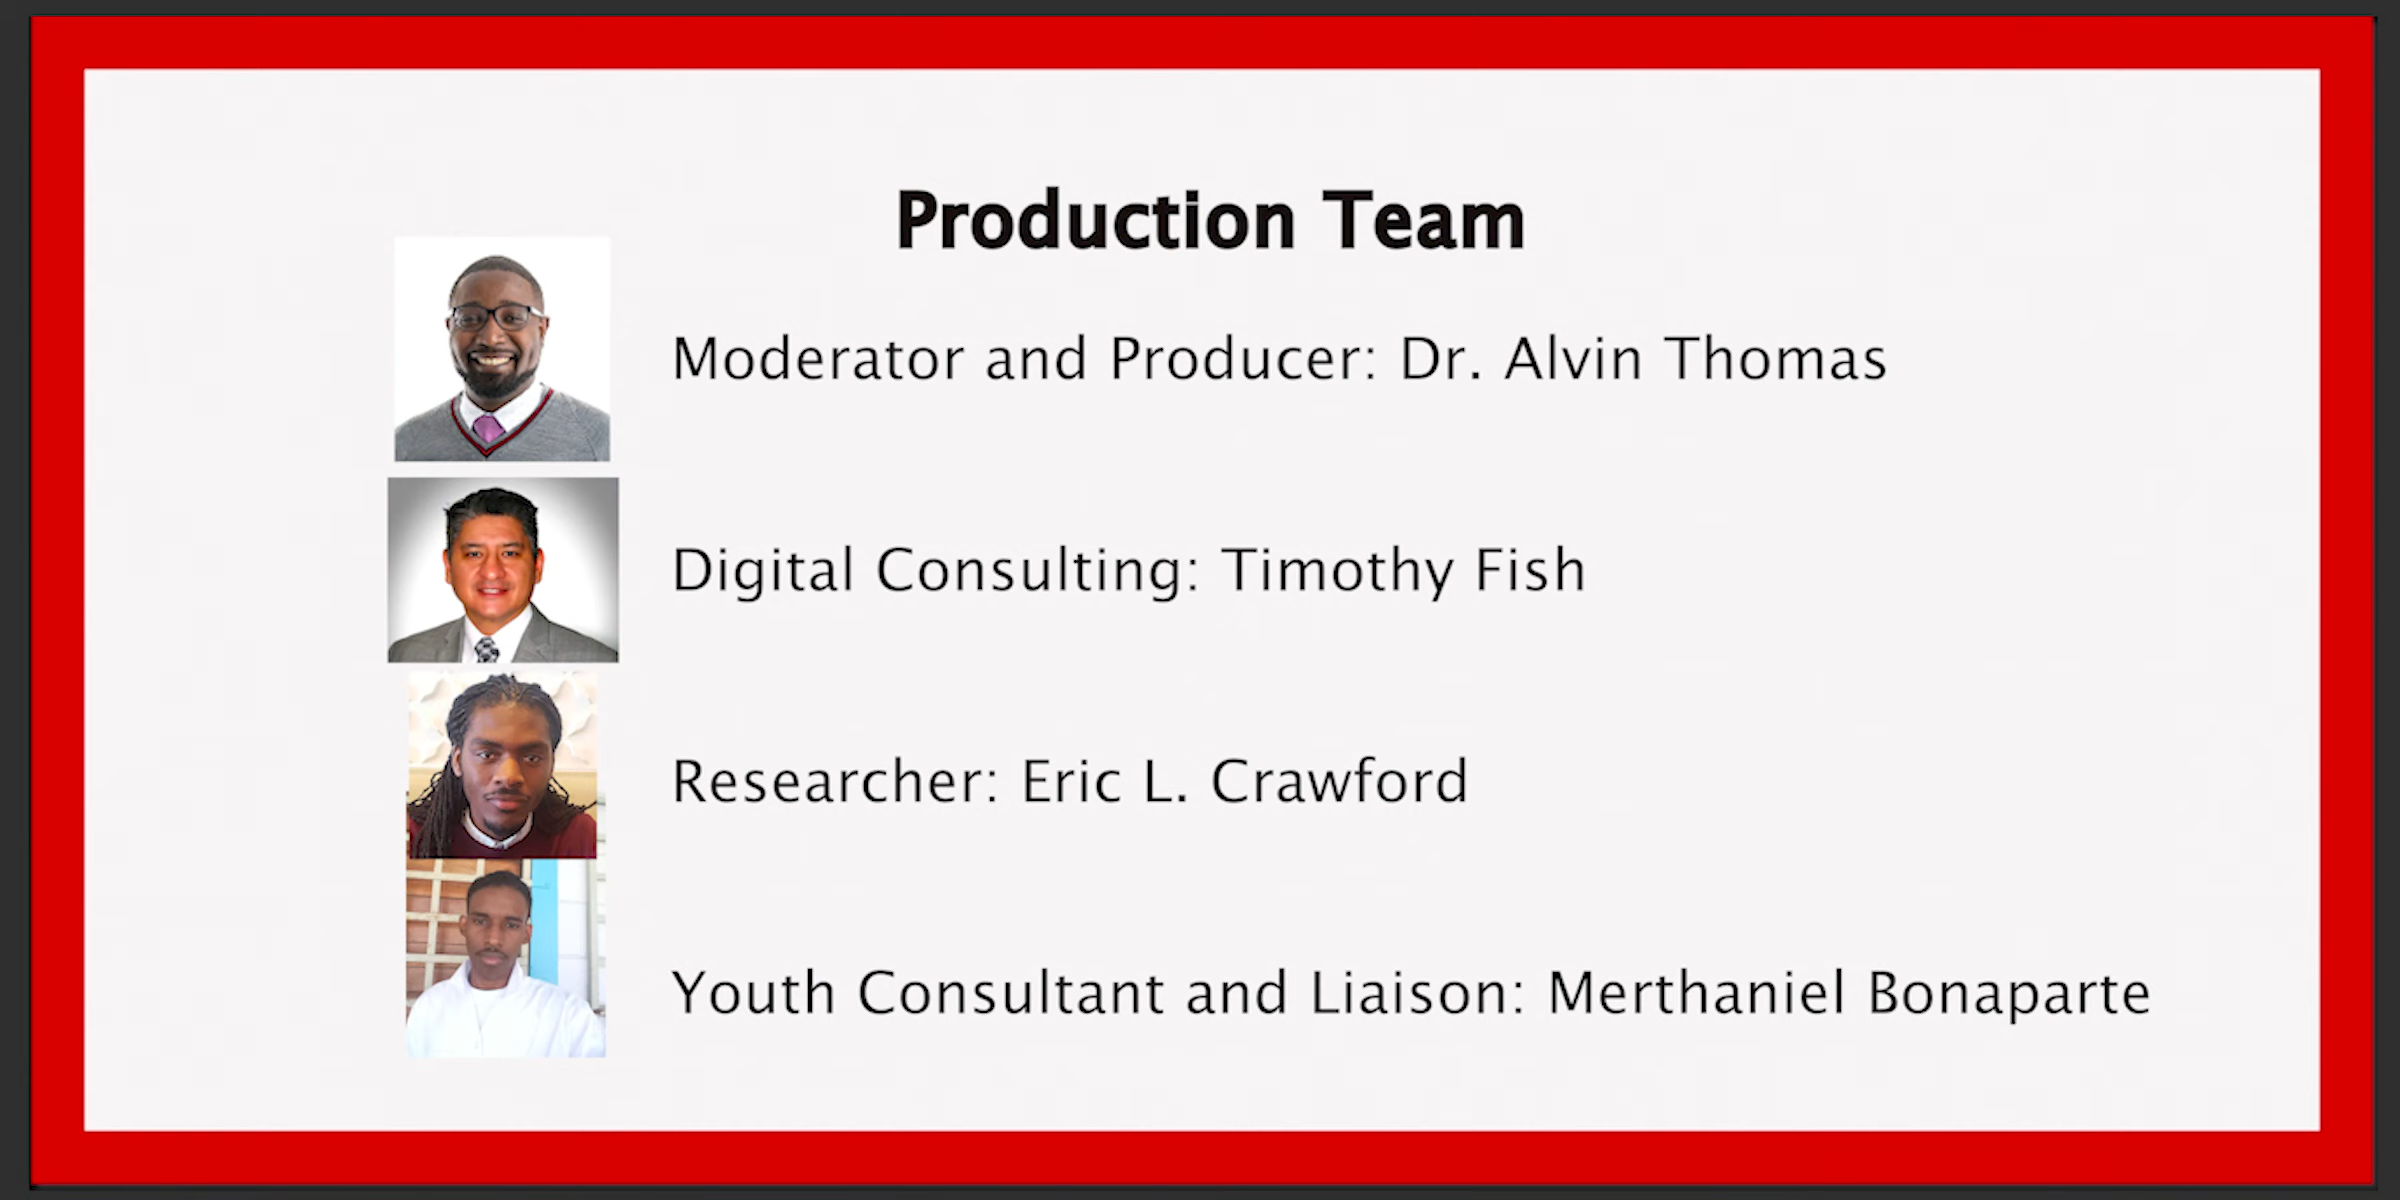 Production Team
Moderator and Producer: Dr. Alvin Thomas
Digital Consulting: Timothy Fish
Researcher: Eric L. Crawford
Youth Consultant and Liaison: Merthaniel Bonaparte